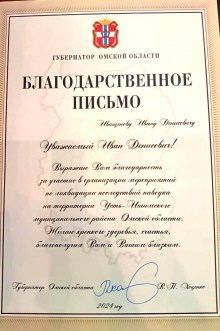 ГУБЕРНАТОР ОМСКОЙ ОБЛАСТИ
БЛАГОДАРСТВЕННОЕ
ПИСЬМО
Ивану Денисовичу
Уважаемый Иван Денисович!
Выражаю Вам благодарность
за участие в организации мероприятий
по ликвидации последствий паводка
на территории Усть-Ишимского
муниципального района Омской области.
Желаю крепкого здоровья, счастья,
благополучия Вам и Вашим близким.
Губернатор Омской области
В.П. Хоценко
2024 год